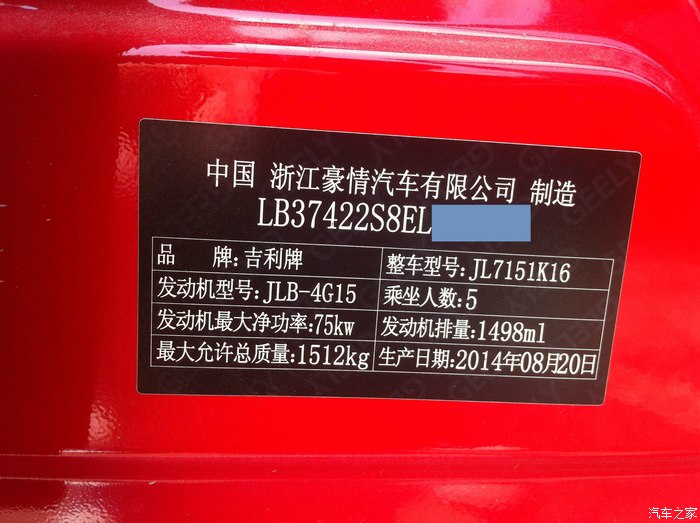 中国 浙江豪情汽车有限公司 制造
LB37422S8EL
品 牌:吉利牌 整车型号:JL7151K16
发动机型号:JLB-4G15 乘坐人数:5
发动机最大净功率:75kw 发动机排量:1498ml
最大允许总质量:1512kg 生产日期:2014年08月20日
汽车之家